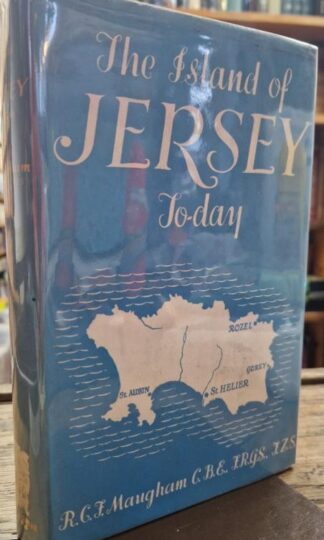 The Island of
JERSEY
To-day
ROZEL
GOREY
St. AUBIN
St HELIER
R.C.F. Maugham C.B.E. F.R.G.S. F.Z.S